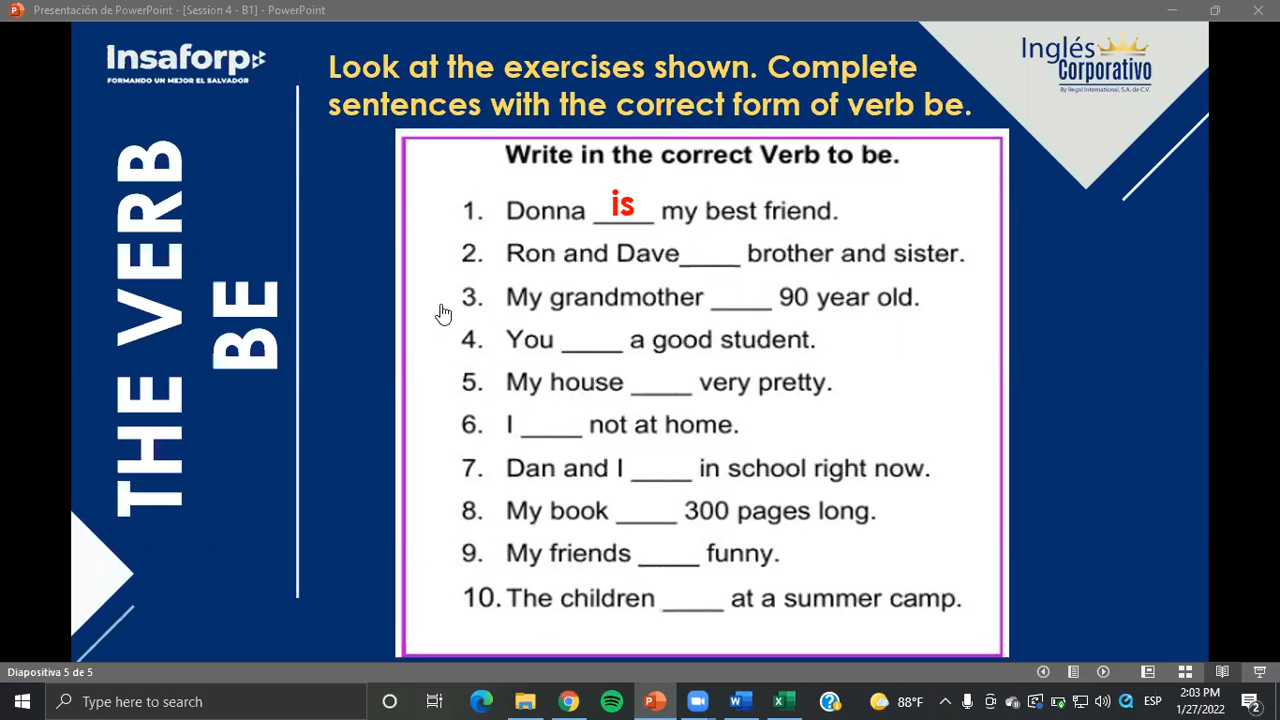 Presentación de PowerPoint - [Session 4 - B1] - PowerPoint
Insaforp
FORMANDO UN MEJOR EL SALVADOR
Look at the exercises shown. Complete
sentences with the correct form of verb be.
Inglés
Corporativo
By Regal International, S.A. de C.V.
THE VERB
BE
Write in the correct Verb to be.
1. Donna is my best friend.
2. Ron and Dave____ brother and sister.
3. My grandmother ____ 90 year old.
4. You ____ a good student.
5. My house ____ very pretty.
6. I ____ not at home.
7. Dan and I ____ in school right now.
8. My book ____ 300 pages long.
9. My friends ____ funny.
10. The children ____ at a summer camp.
Diapositiva 5 de 5
Type here to search
88°F
ESP
2:03 PM
1/27/2022
2